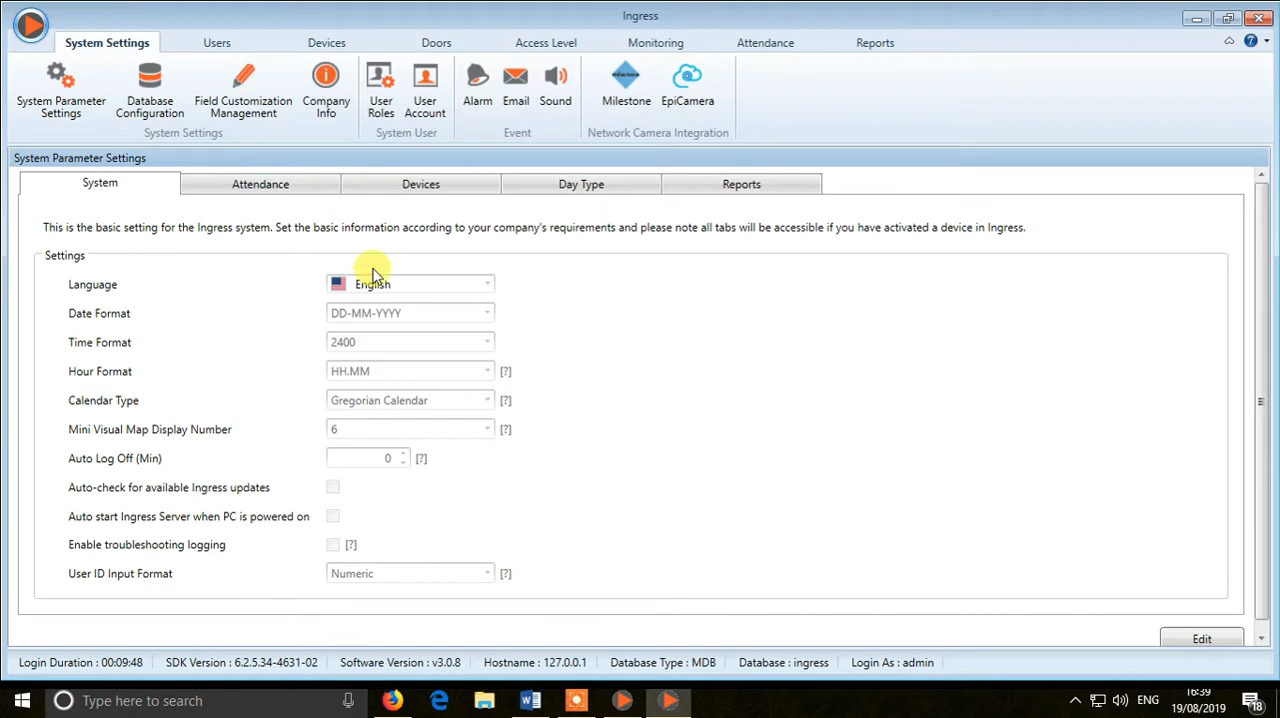 Ingress
System Settings
Users
Devices
Doors
Access Level
Monitoring
Attendance
Reports
System Parameter
Settings
Database
Configuration
Field Customization
Management
Company
Info
User
Roles
User
Account
Alarm
Email
Sound
Milestone
EpiCamera
System Settings
System User
Event
Network Camera Integration
System Parameter Settings
System
Attendance
Devices
Day Type
Reports
This is the basic setting for the Ingress system. Set the basic information according to your company's requirements and please note all tabs will be accessible if you have activated a device in Ingress.
Settings
Language English
Date Format DD-MM-YYYY
Time Format 2400
Hour Format HH.MM [?]
Calendar Type Gregorian Calendar [?]
Mini Visual Map Display Number 6 [?]
Auto Log Off (Min) 0 [?]
Auto-check for available Ingress updates
Auto start Ingress Server when PC is powered on
Enable troubleshooting logging [?]
User ID Input Format Numeric [?]
Edit
Login Duration : 00:09:48 SDK Version : 6.2.5.34-4631-02 Software Version : v3.0.8 Hostname : 127.0.0.1 Database Type : MDB Database : ingress Login As : admin
Type here to search
ENG
16:39
19/08/2019
18